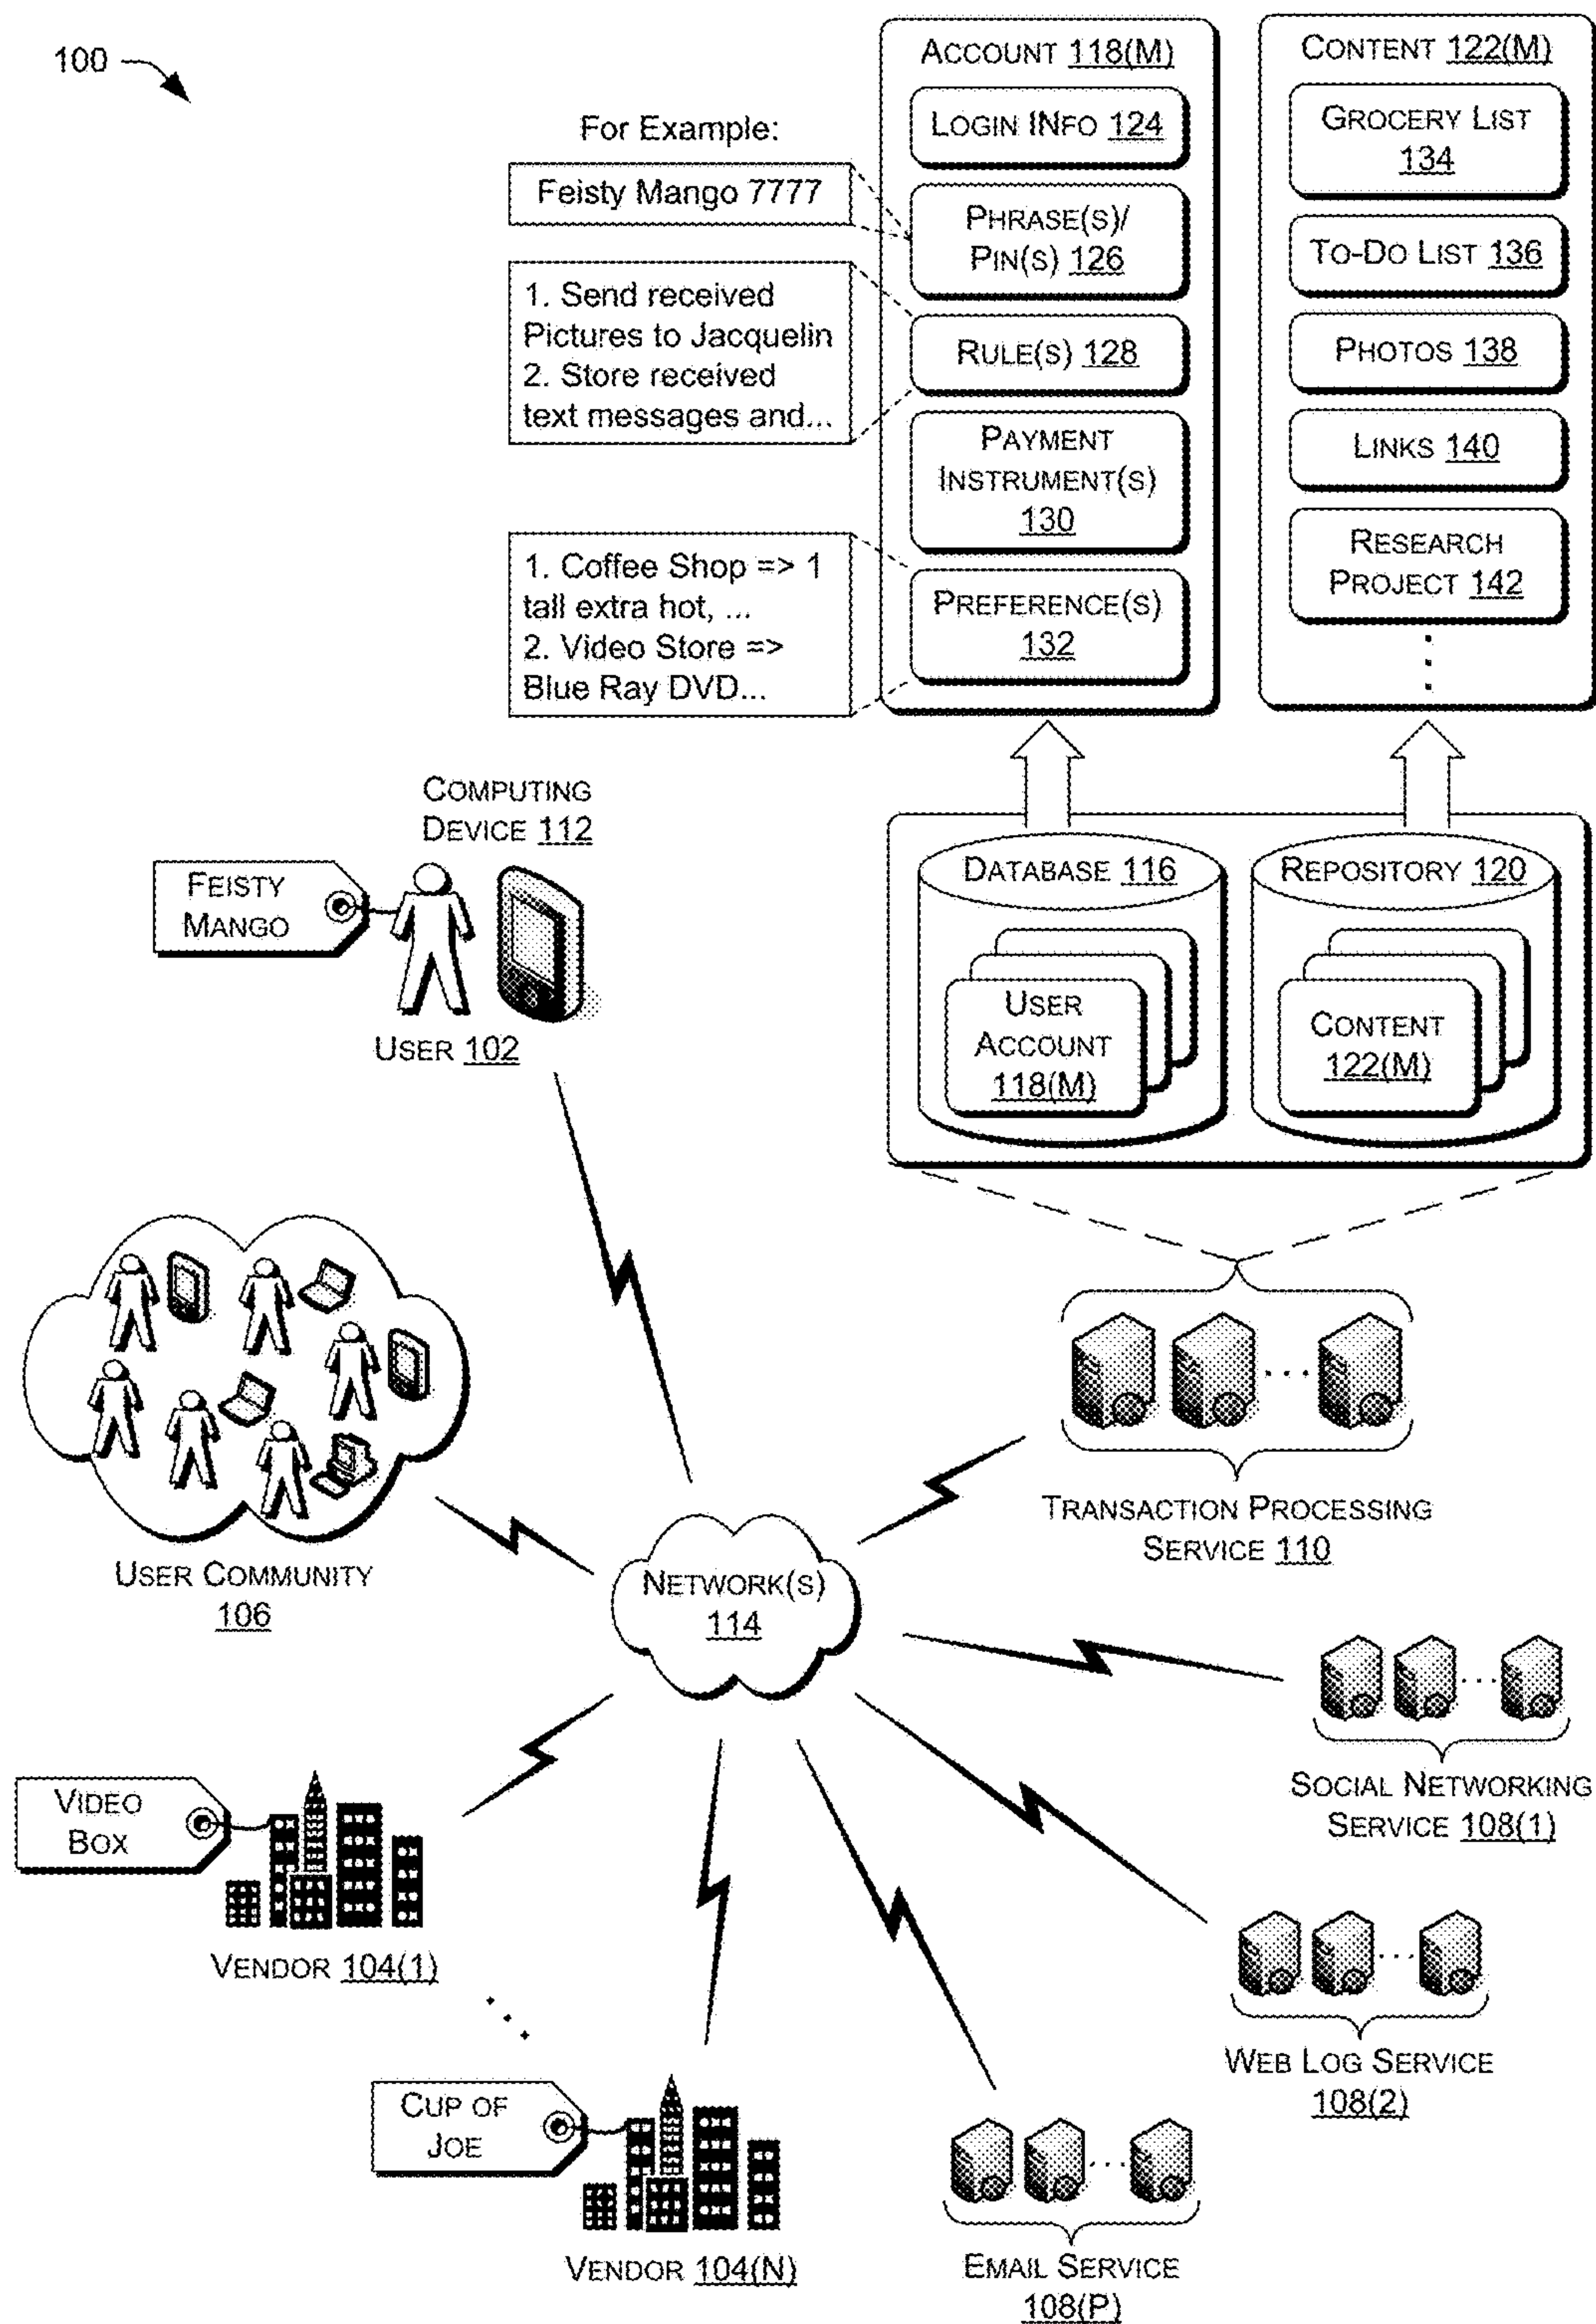 100
For Example:
Feisty Mango 7777
1. Send received
Pictures to Jacquelin
2. Store received
text messages and...
1. Coffee Shop => 1
tall extra hot, ...
2. Video Store =>
Blue Ray DVD...
ACCOUNT 118(M)
LOGIN INFO 124
PHRASE(S)/
PIN(S) 126
RULE(S) 128
PAYMENT
INSTRUMENT(S)
130
PREFERENCE(S)
132
CONTENT 122(M)
GROCERY LIST
134
TO-DO LIST 136
PHOTOS 138
LINKS 140
RESEARCH
PROJECT 142
COMPUTING
DEVICE 112
FEISTY
MANGO
USER 102
DATABASE 116
USER
ACCOUNT
118(M)
REPOSITORY 120
CONTENT
122(M)
USER COMMUNITY
106
NETWORK(S)
114
TRANSACTION PROCESSING
SERVICE 110
SOCIAL NETWORKING
SERVICE 108(1)
VIDEO
BOX
VENDOR 104(1)
WEB LOG SERVICE
108(2)
CUP OF
JOE
VENDOR 104(N)
EMAIL SERVICE
108(P)